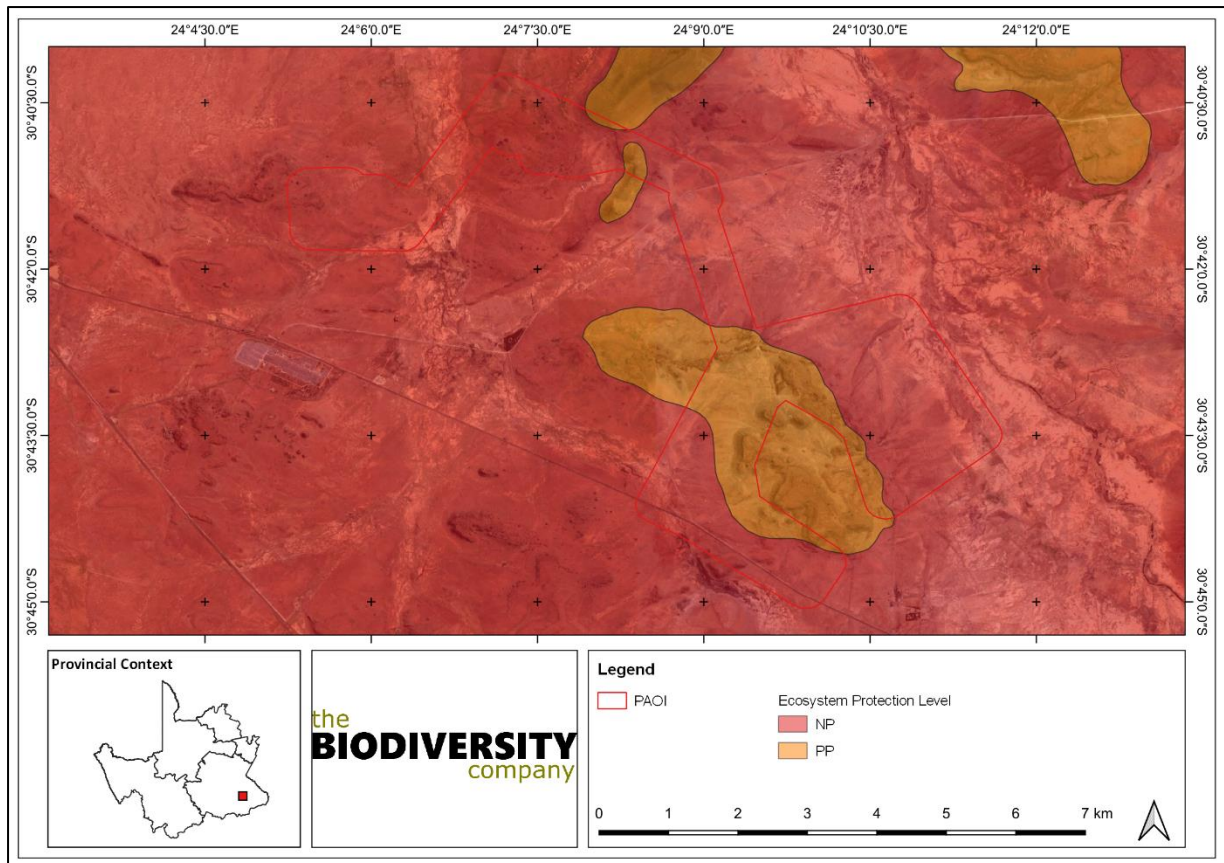 24°4'30.0"E 24°6'0.0"E 24°7'30.0"E 24°9'0.0"E 24°10'30.0"E 24°12'0.0"E
30°40'30.0"S 30°40'30.0"S
30°42'0.0"S 30°42'0.0"S
30°43'30.0"S 30°43'30.0"S
30°45'0.0"S 30°45'0.0"S
Provincial Context
the
BIODIVERSITY
company
Legend
PAOI
Ecosystem Protection Level
NP
PP
0 1 2 3 4 5 6 7 km